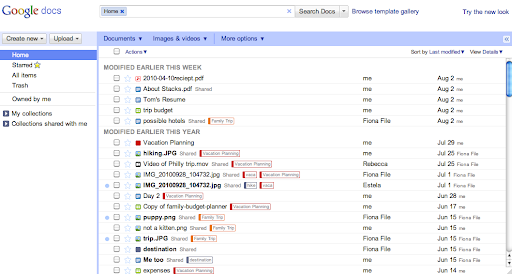 Google docs
Home × Search Docs Browse template gallery Try the new look
Create new Upload Documents Images & videos More options
Home Actions Sort by Last modified View Details
Starred
All items
Trash
Owned by me
My collections
Collections shared with me
MODIFIED EARLIER THIS WEEK
2010-04-10reciept.pdf me Aug 2 me
About Stacks.pdf Shared me Aug 2 me
Tom's Resume me Aug 2 me
trip budget me Aug 2 me
possible hotels Shared Family Trip Fiona File Aug 2 me
MODIFIED EARLIER THIS YEAR
Vacation Planning me Jul 29 me
hiking.JPG Vacation Planning me Jul 25 Fiona File
Video of Philly trip.mov Shared Vacation Planning Rebecca Jul 25 Fiona File
IMG_20100928_104732.jpg Shared Fiona File Jul 1 Fiona File
IMG_20100928_104732.jpg Shared Estela Jul 1 Fiona File
Day 2 Vacation Planning me Jun 28 me
Copy of family-budget-planner Vacation Planning me Jun 17 me
puppy.png Shared Family Trip Fiona File Jun 15 Fiona File
not a kitten.png Shared Family Trip me Jun 15 Fiona File
trip.JPG Shared Family Trip Fiona File Jun 15 Fiona File
destination Shared Fiona File Jun 15 Fiona File
Me too Shared destination me Jun 15 Fiona File
expenses Vacation Planning me Jun 14 Fiona File